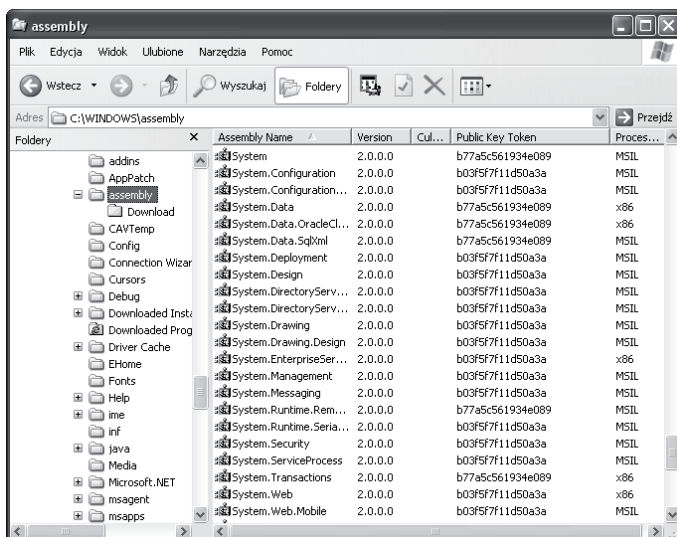 assembly
Plik Edycja Widok Ulubione Narzędzia Pomoc
Wstecz Wyszukaj Foldery
Adres C:\WINDOWS\assembly Przejdź
Foldery
addins
AppPatch
assembly
Download
CAVTemp
Config
Connection Wizar
Cursors
Debug
Downloaded Insta
Downloaded Prog
Driver Cache
EHome
Fonts
Help
ime
inf
java
Media
Microsoft.NET
msagent
msapps
Assembly Name Version Cul... Public Key Token Proces...
System 2.0.0.0 b77a5c561934e089 MSIL
System.Configuration 2.0.0.0 b03f5f7f11d50a3a MSIL
System.Configuration... 2.0.0.0 b03f5f7f11d50a3a MSIL
System.Data 2.0.0.0 b77a5c561934e089 x86
System.Data.OracleCl... 2.0.0.0 b77a5c561934e089 x86
System.Data.SqlXml 2.0.0.0 b77a5c561934e089 MSIL
System.Deployment 2.0.0.0 b03f5f7f11d50a3a MSIL
System.Design 2.0.0.0 b03f5f7f11d50a3a MSIL
System.DirectoryServ... 2.0.0.0 b03f5f7f11d50a3a MSIL
System.DirectoryServ... 2.0.0.0 b03f5f7f11d50a3a MSIL
System.Drawing 2.0.0.0 b03f5f7f11d50a3a MSIL
System.Drawing.Design 2.0.0.0 b03f5f7f11d50a3a MSIL
System.EnterpriseSer... 2.0.0.0 b03f5f7f11d50a3a x86
System.Management 2.0.0.0 b03f5f7f11d50a3a MSIL
System.Messaging 2.0.0.0 b03f5f7f11d50a3a MSIL
System.Runtime.Rem... 2.0.0.0 b77a5c561934e089 MSIL
System.Runtime.Seria... 2.0.0.0 b03f5f7f11d50a3a MSIL
System.Security 2.0.0.0 b03f5f7f11d50a3a MSIL
System.ServiceProcess 2.0.0.0 b03f5f7f11d50a3a MSIL
System.Transactions 2.0.0.0 b77a5c561934e089 x86
System.Web 2.0.0.0 b03f5f7f11d50a3a x86
System.Web.Mobile 2.0.0.0 b03f5f7f11d50a3a MSIL